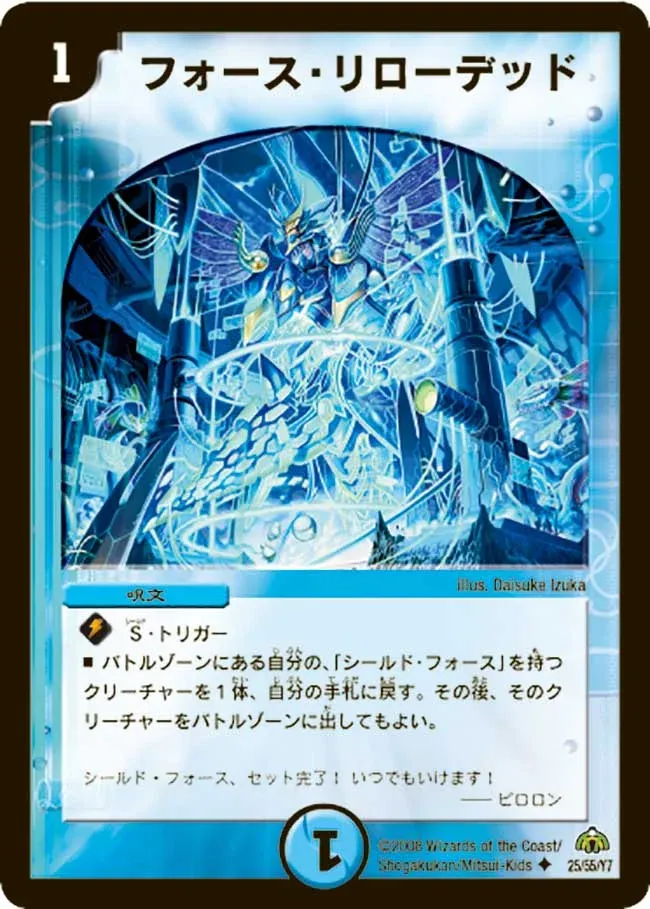 1
フォース・リローデッド
illus. Daisuke Izuka
呪文
S・トリガー
■ バトルゾーンにある自分の、「シールド・フォース」を持つ
クリーチャーを1体、自分の手札に戻す。その後、そのク
リーチャーをバトルゾーンに出してもよい。
シールド・フォース、セット完了！ いつでもいけます！
―― ピロロン
1
©2008 Wizards of the Coast/
Shogakukan/Mitsui-Kids
25/55/Y7